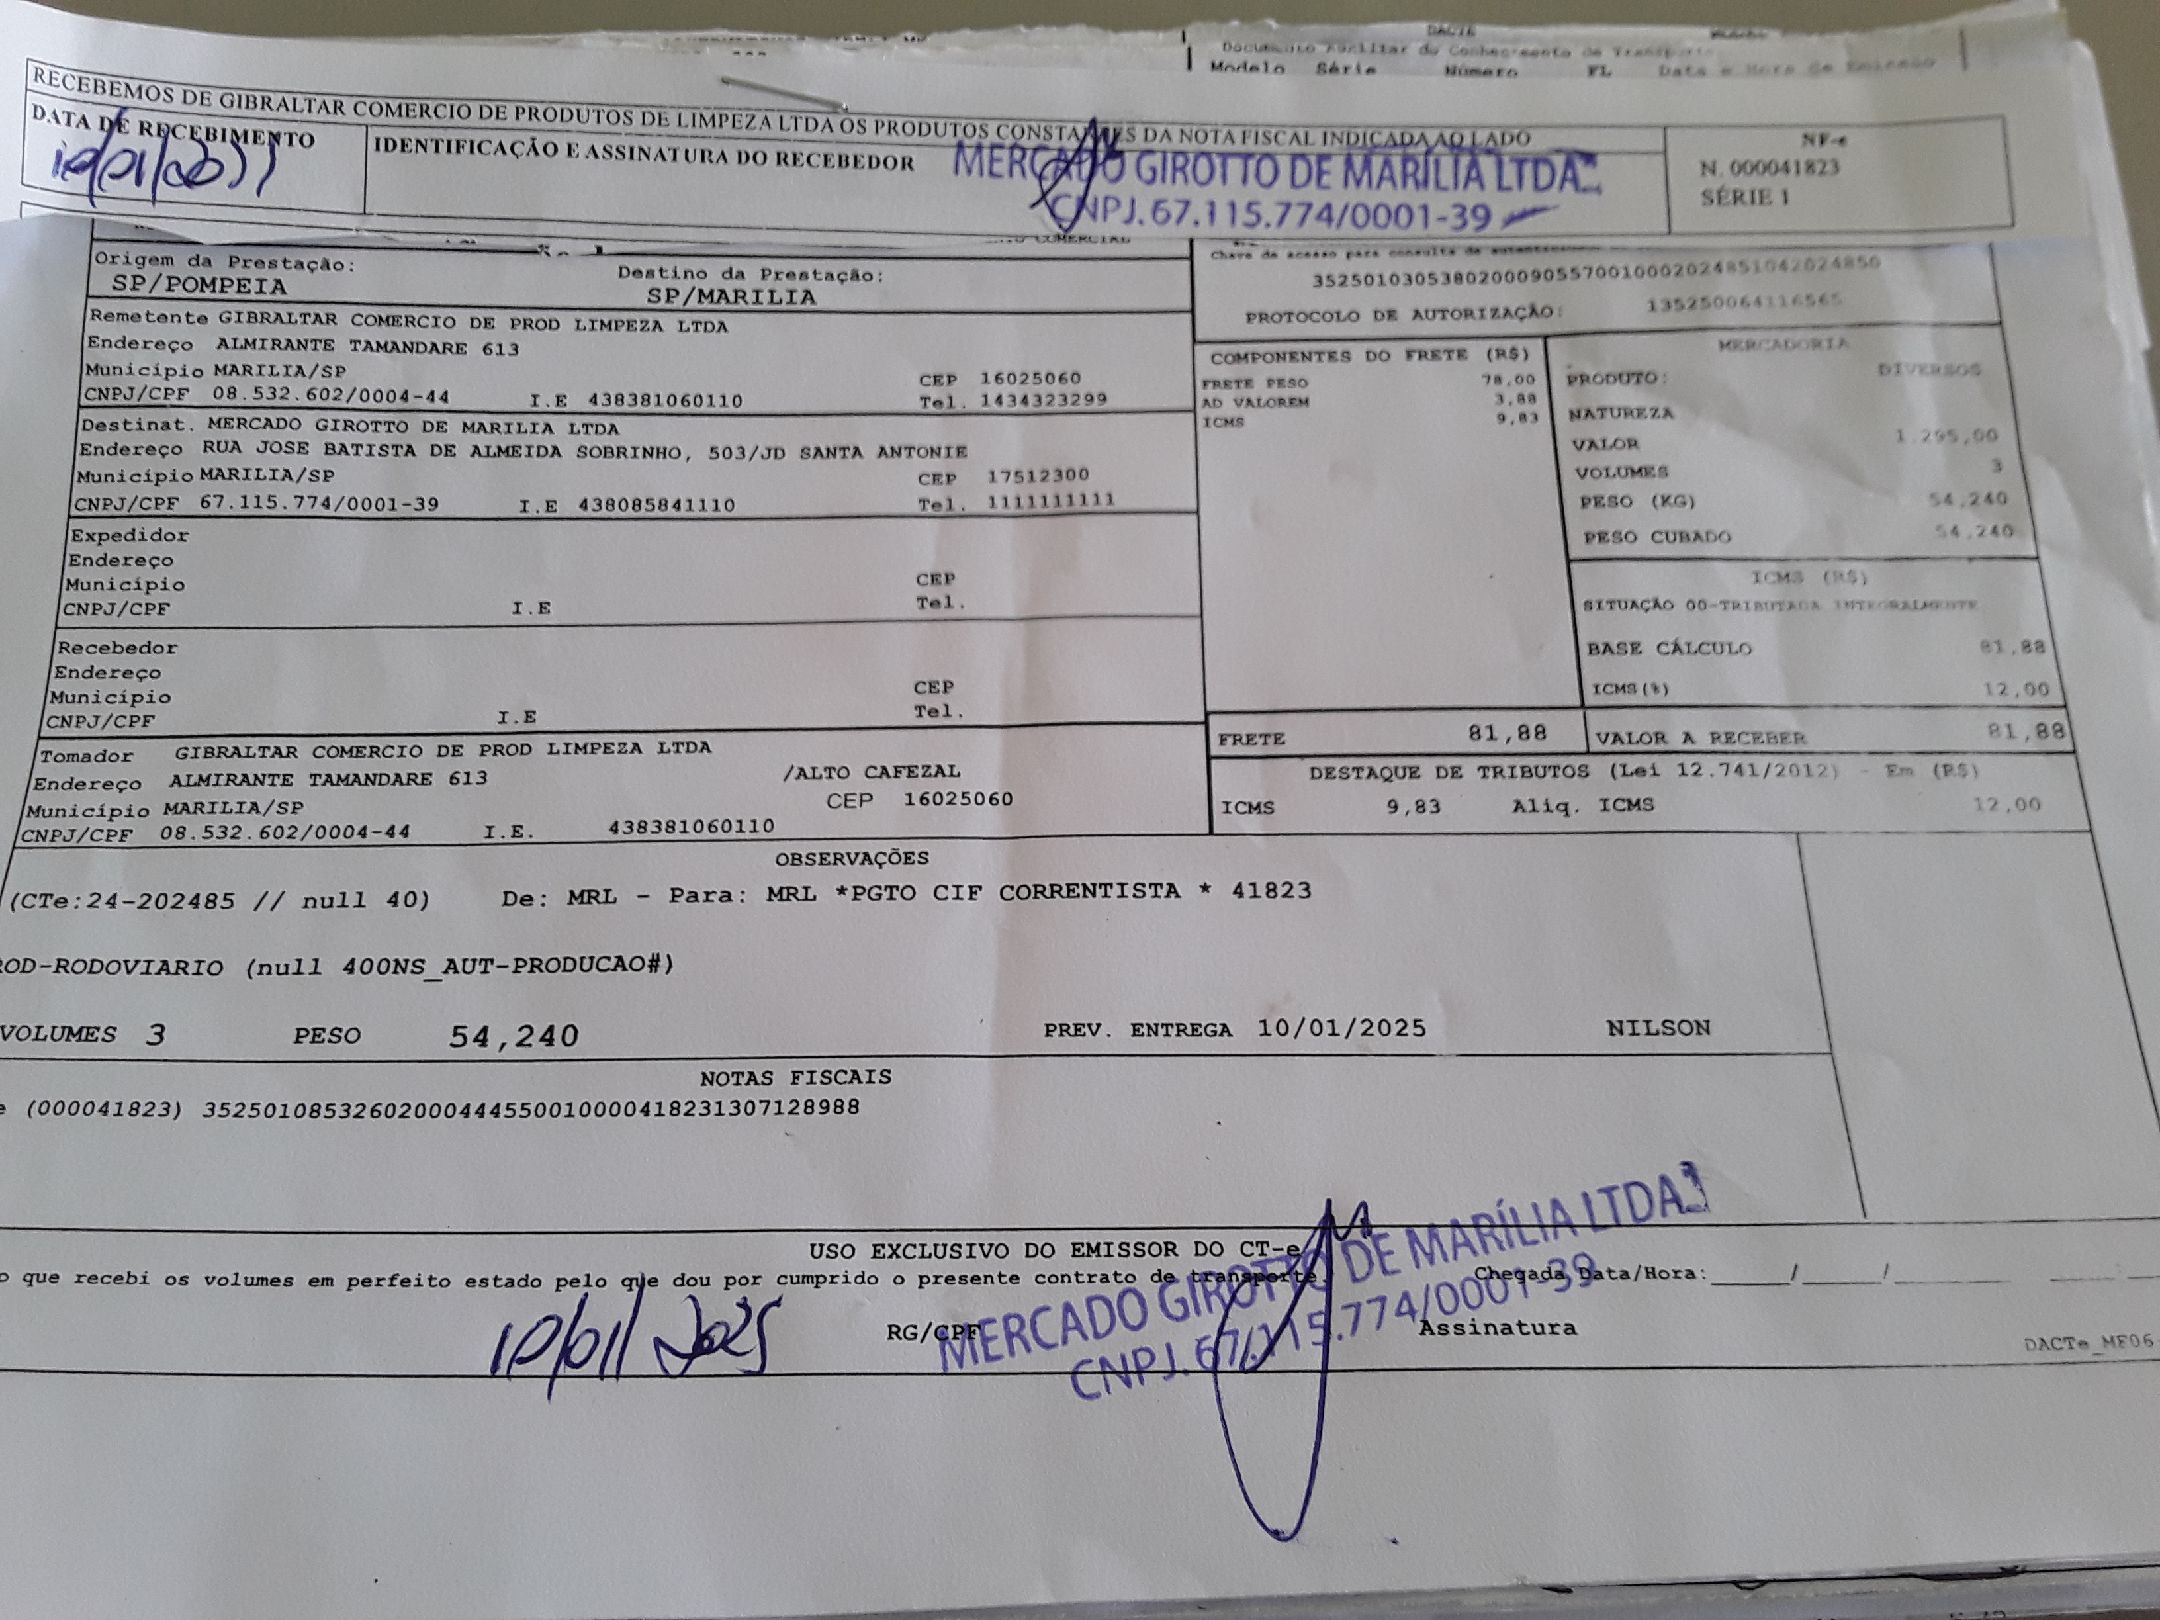 DACTE
Documento Auxiliar do Conhecimento de Transporte
Modelo Série Número FL Data e Hora de Emissão
RECEBEMOS DE GIBRALTAR COMERCIO DE PRODUTOS DE LIMPEZA LTDA OS PRODUTOS CONSTANTES DA NOTA FISCAL INDICADA AO LADO
DATA DE RECEBIMENTO
IDENTIFICAÇÃO E ASSINATURA DO RECEBEDOR
MERCADO GIROTTO DE MARÍLIA LTDA
CNPJ.67.115.774/0001-39
NF-e
N. 000041823
SÉRIE 1
10/01/2025
Origem da Prestação:
SP/POMPEIA
Destino da Prestação:
SP/MARILIA
Chave de acesso para consulta de autenticidade
35250103053802000905570010002024851042024850
PROTOCOLO DE AUTORIZAÇÃO: 135250064116565
Remetente GIBRALTAR COMERCIO DE PROD LIMPEZA LTDA
Endereço ALMIRANTE TAMANDARE 613
Município MARILIA/SP CEP 16025060
CNPJ/CPF 08.532.602/0004-44 I.E 438381060110 Tel. 1434323299
Destinat. MERCADO GIROTTO DE MARILIA LTDA
Endereço RUA JOSE BATISTA DE ALMEIDA SOBRINHO, 503/JD SANTA ANTONIE
Município MARILIA/SP CEP 17512300
CNPJ/CPF 67.115.774/0001-39 I.E 438085841110 Tel. 1111111111
Expedidor
Endereço
Município CEP
CNPJ/CPF I.E Tel.
Recebedor
Endereço
Município CEP
CNPJ/CPF I.E Tel.
Tomador GIBRALTAR COMERCIO DE PROD LIMPEZA LTDA
Endereço ALMIRANTE TAMANDARE 613 /ALTO CAFEZAL
Município MARILIA/SP CEP 16025060
CNPJ/CPF 08.532.602/0004-44 I.E. 438381060110
COMPONENTES DO FRETE (R$)
FRETE PESO 78,00
AD VALOREM 3,88
ICMS 9,83
MERCADORIA
PRODUTO: DIVERSOS
NATUREZA
VALOR 1.295,00
VOLUMES 3
PESO (KG) 54,240
PESO CUBADO 54,240
ICMS (R$)
SITUAÇÃO 00-TRIBUTADA INTEGRALMENTE
BASE CÁLCULO 81,88
ICMS(%) 12,00
FRETE 81,88 VALOR A RECEBER 81,88
DESTAQUE DE TRIBUTOS (Lei 12.741/2012) - Em (R$)
ICMS 9,83 Aliq. ICMS 12,00
OBSERVAÇÕES
(CTe:24-202485 // null 40) De: MRL - Para: MRL *PGTO CIF CORRENTISTA * 41823
ROD-RODOVIARIO (null 400NS_AUT-PRODUCAO#)
VOLUMES 3 PESO 54,240 PREV. ENTREGA 10/01/2025 NILSON
NOTAS FISCAIS
e (000041823) 35250108532602000444550010000418231307128988
USO EXCLUSIVO DO EMISSOR DO CT-e
o que recebi os volumes em perfeito estado pelo que dou por cumprido o presente contrato de transporte. Chegada Data/Hora:_____/_____/
10/01/2025 RG/CPF Assinatura
MERCADO GIROTTO DE MARÍLIA LTDA
CNPJ.67.115.774/0001-39
DACTe_MF06